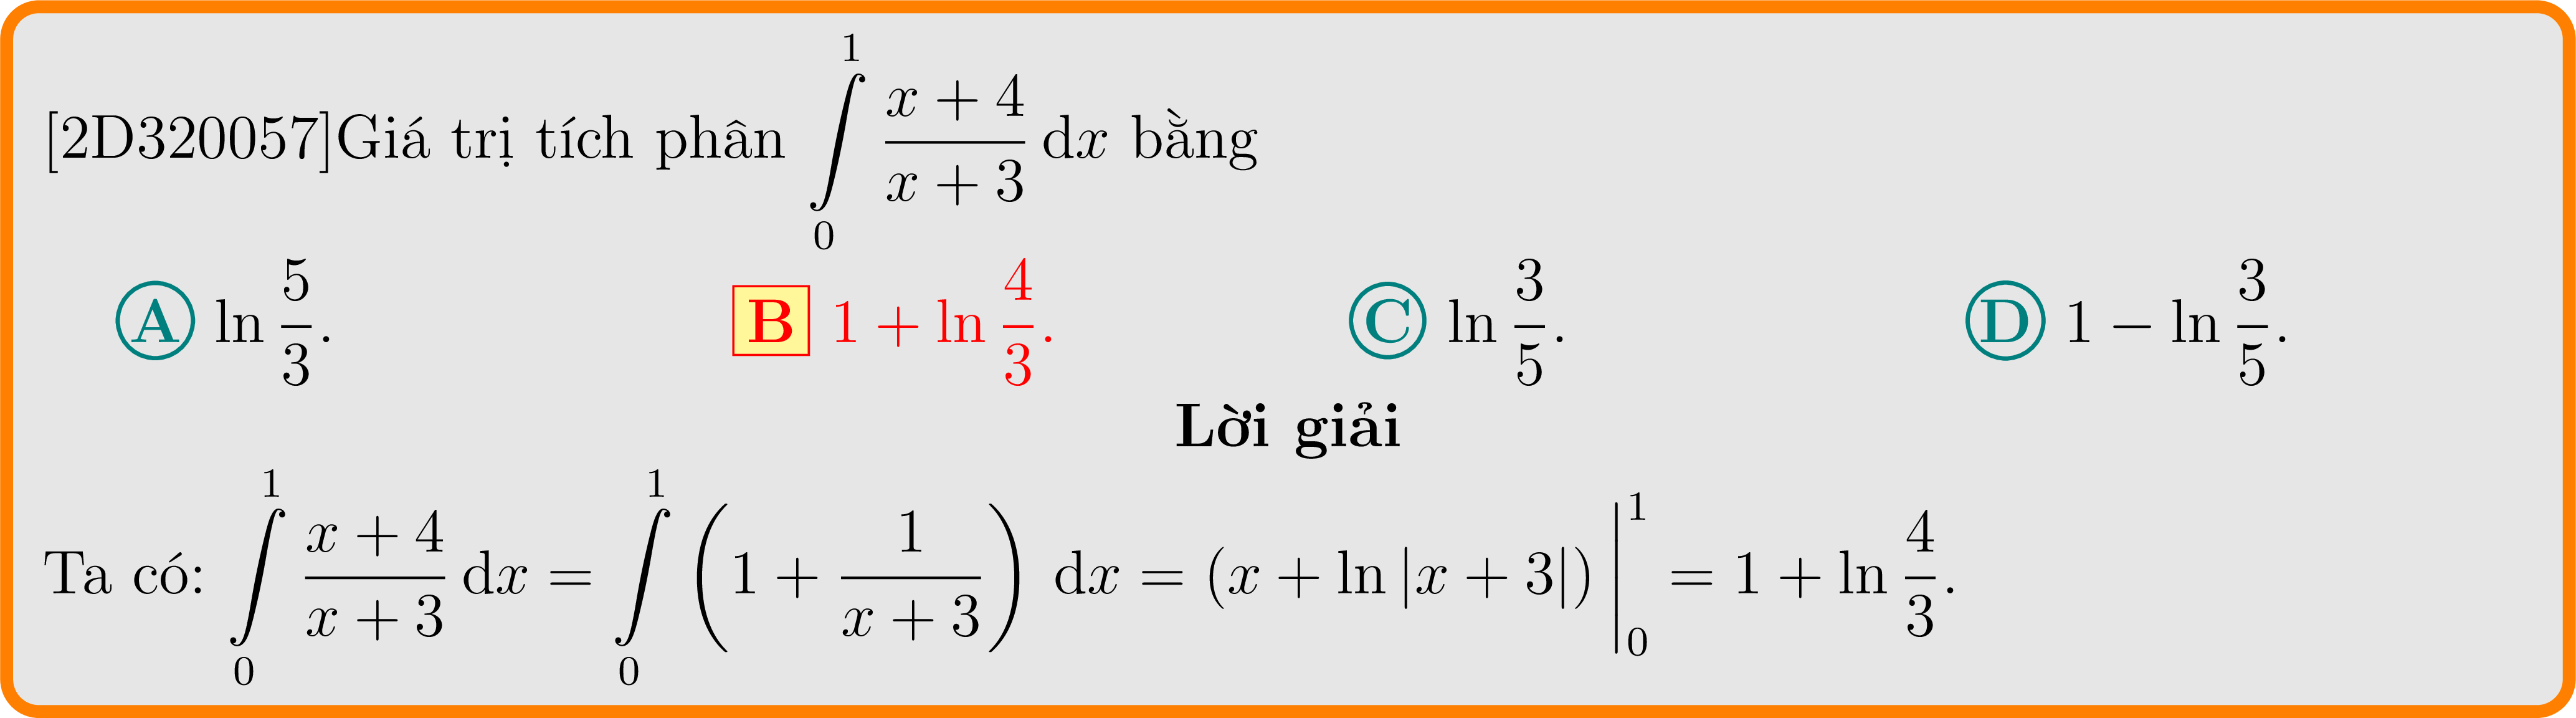 [2D320057]Giá trị tích phân $\int\limits_0^1 \frac{x+4}{x+3}\,\mathrm{d}x$ bằng
A $\ln\frac{5}{3}$. B $1+\ln\frac{4}{3}$. C $\ln\frac{3}{5}$. D $1-\ln\frac{3}{5}$.
Lời giải
Ta có: $\int\limits_0^1 \frac{x+4}{x+3}\,\mathrm{d}x = \int\limits_0^1 \left(1+\frac{1}{x+3}\right)\,\mathrm{d}x = (x+\ln|x+3|)\Big|_0^1 = 1+\ln\frac{4}{3}$.